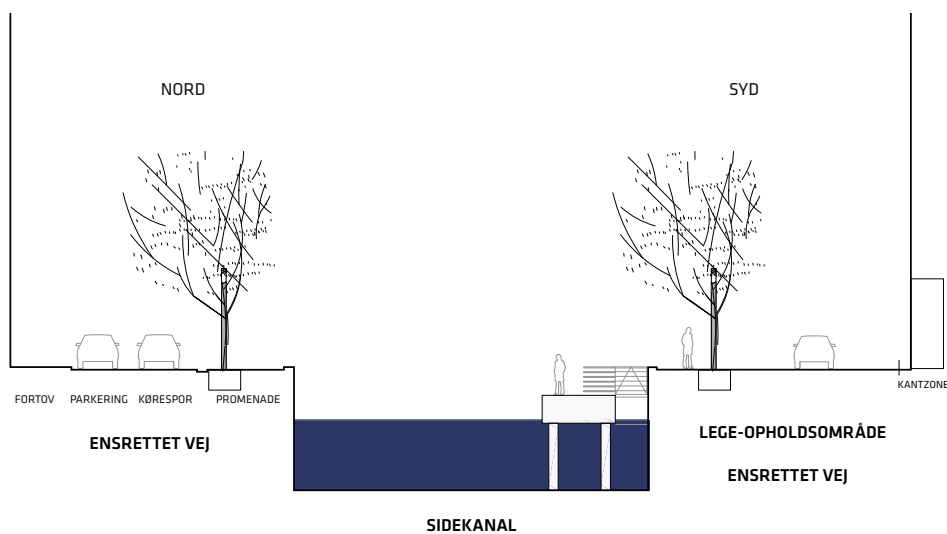 NORD
SYD
FORTOV
PARKERING
KØRESPOR
PROMENADE
KANTZONE
ENSRETTET VEJ
LEGE-OPHOLDSOMRÅDE
ENSRETTET VEJ
SIDEKANAL